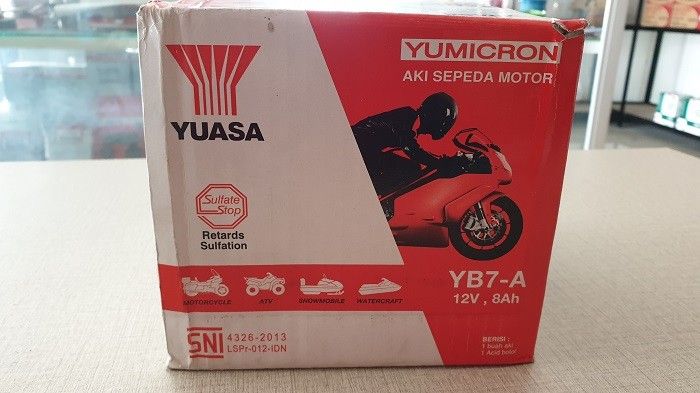 YUASA
YUMICRON
AKI SEPEDA MOTOR
Sulfate
Stop
Retards
Sulfation
MOTORCYCLE
ATV
SNOWMOBILE
WATERCRAFT
YB7-A
12V , 8Ah
SNI
4326-2013
LSPr-012-IDN
BERISI :
1 buah aki
1 Acid botol